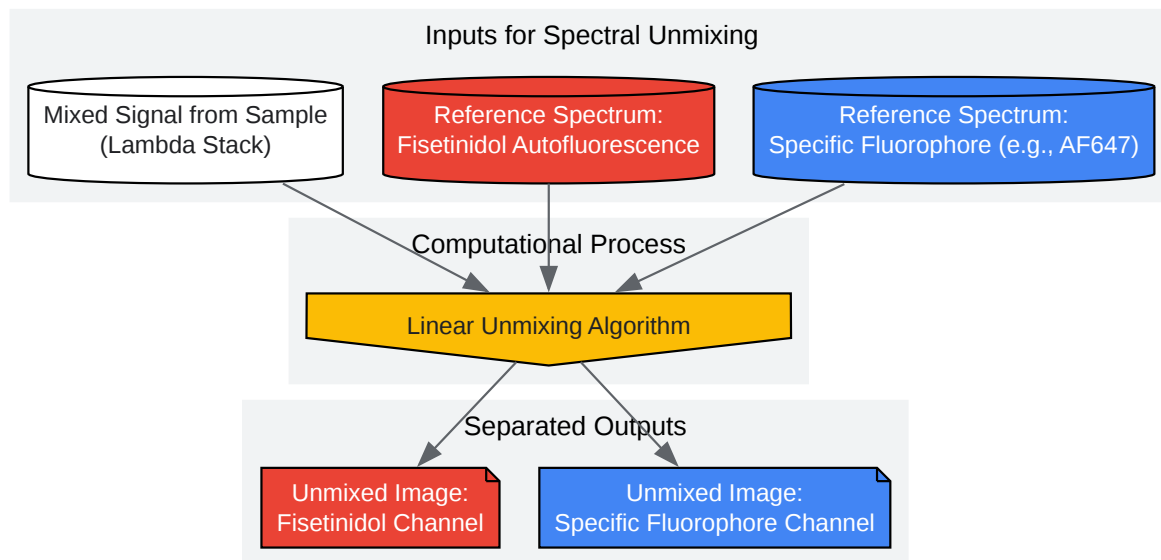 Inputs for Spectral Unmixing
Mixed Signal from Sample
(Lambda Stack)
Reference Spectrum:
Fisetinidol Autofluorescence
Reference Spectrum:
Specific Fluorophore (e.g., AF647)
Computational Process
Linear Unmixing Algorithm
Separated Outputs
Unmixed Image:
Fisetinidol Channel
Unmixed Image:
Specific Fluorophore Channel